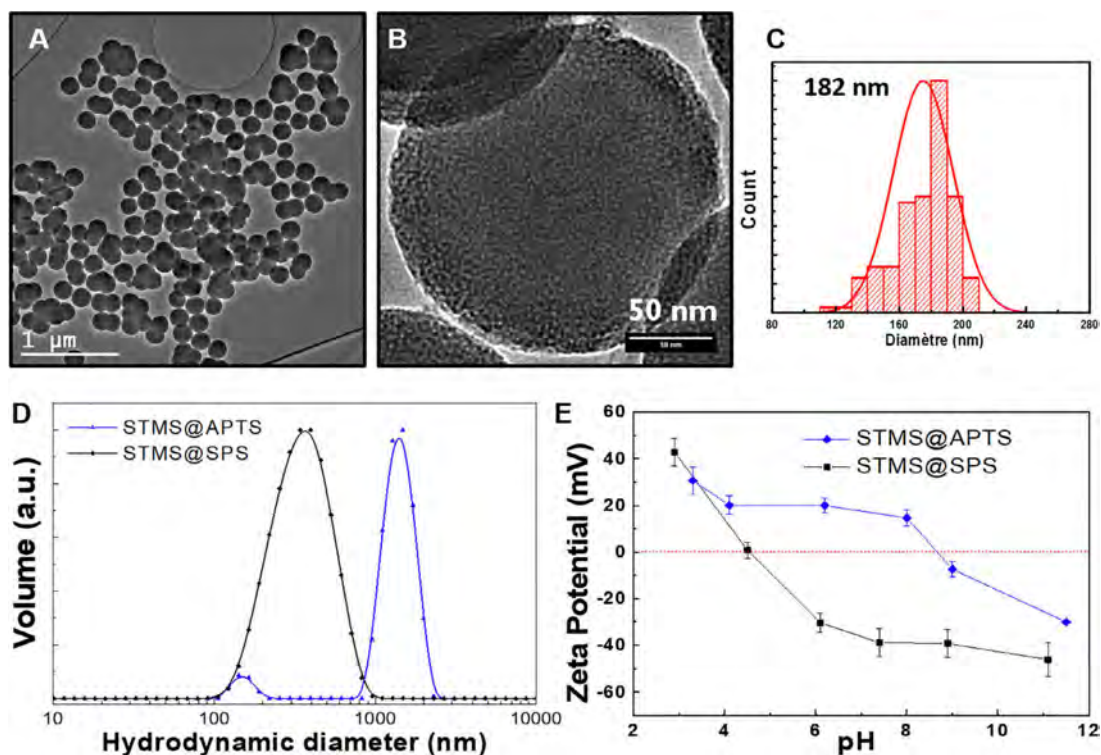 A
1 µm
B
50 nm
50 nm
C
182 nm
Count
80 120 160 200 240 280
Diamètre (nm)
D
STMS@APTS
STMS@SPS
Volume (a.u.)
10 100 1000 10000
Hydrodynamic diameter (nm)
E
STMS@APTS
STMS@SPS
Zeta Potential (mV)
60
40
20
0
-20
-40
-60
2 4 6 8 10 12
pH